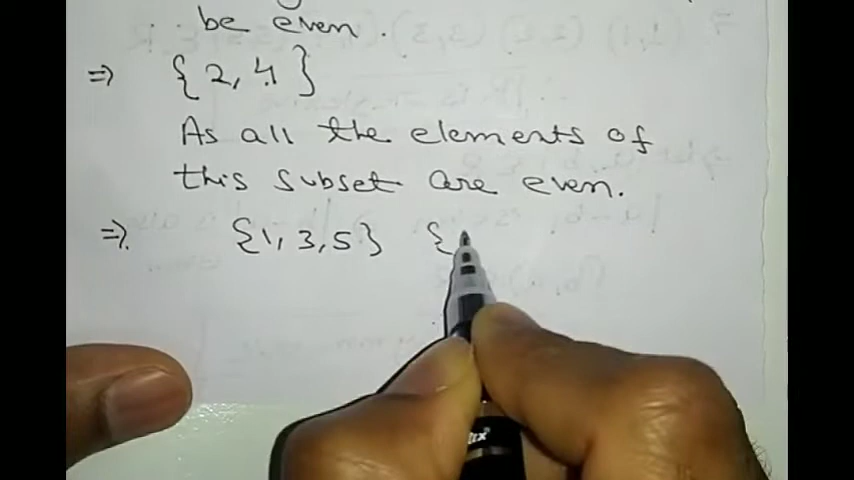 be even.
⇒ {2, 4}
As all the elements of
this subset are even.
⇒ {1, 3, 5} {